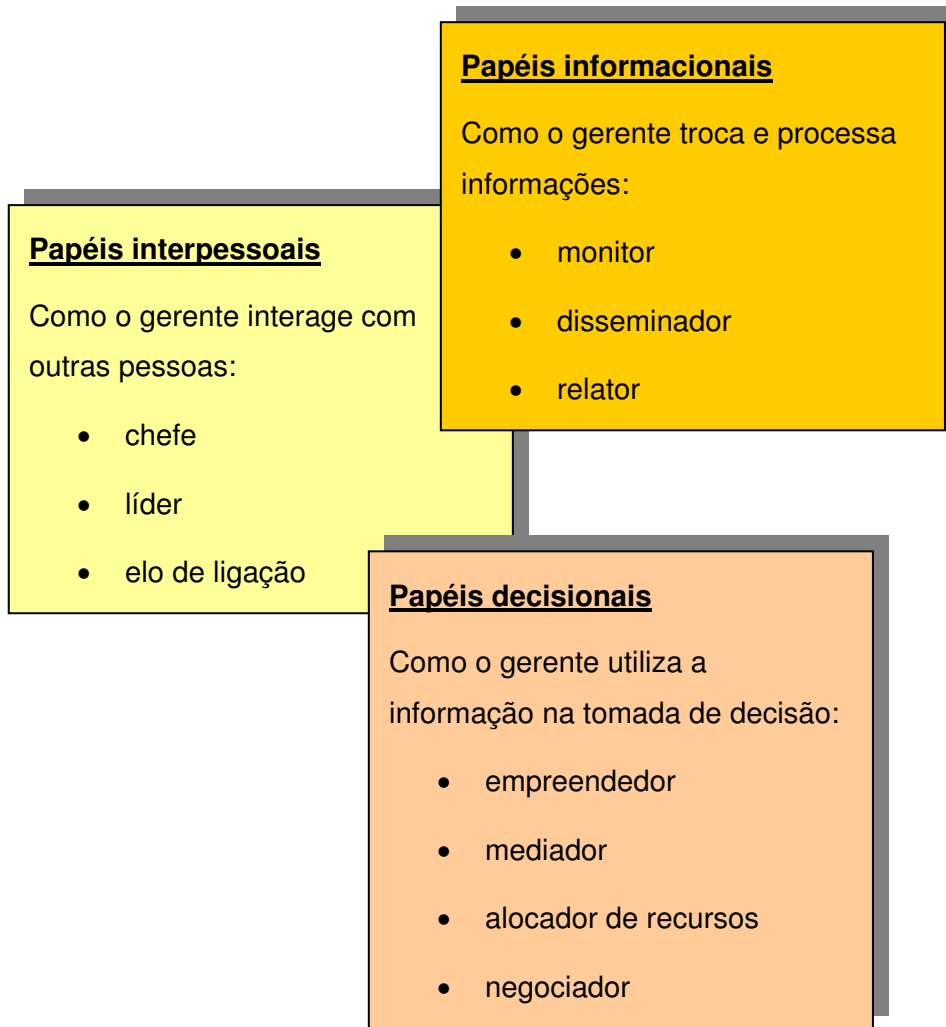 Papéis informacionais
Como o gerente troca e processa
informações:
• monitor
• disseminador
• relator
Papéis interpessoais
Como o gerente interage com
outras pessoas:
• chefe
• líder
• elo de ligação
Papéis decisionais
Como o gerente utiliza a
informação na tomada de decisão:
• empreendedor
• mediador
• alocador de recursos
• negociador